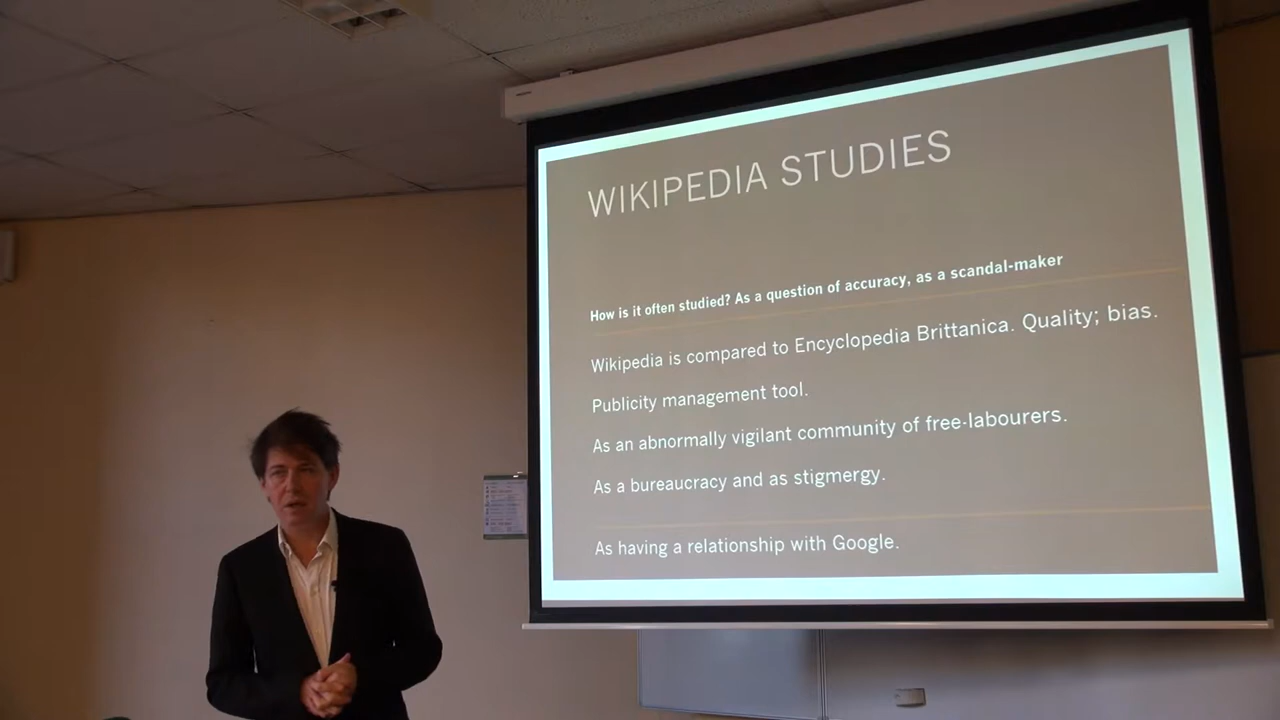 WIKIPEDIA STUDIES
How is it often studied? As a question of accuracy, as a scandal-maker
Wikipedia is compared to Encyclopedia Brittanica. Quality; bias.
Publicity management tool.
As an abnormally vigilant community of free-labourers.
As a bureaucracy and as stigmergy.
As having a relationship with Google.